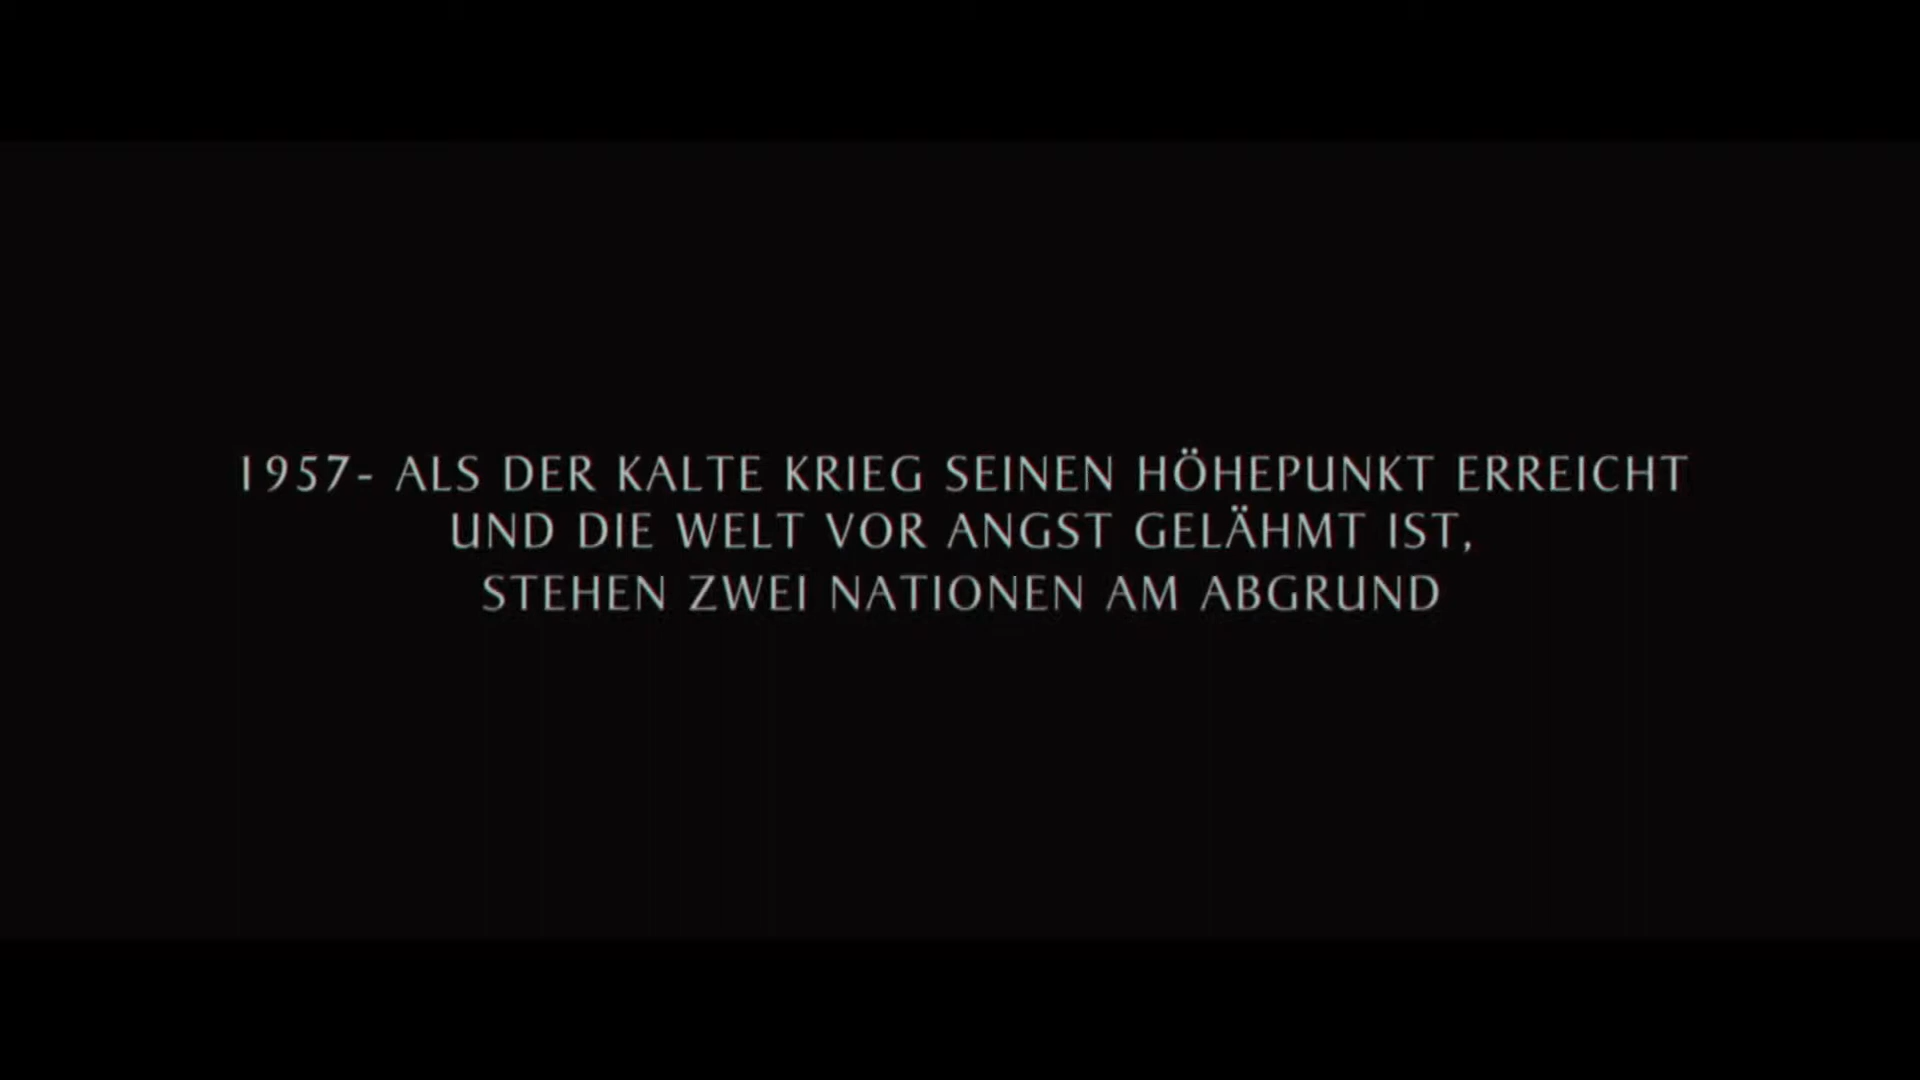 1957- ALS DER KALTE KRIEG SEINEN HÖHEPUNKT ERREICHT
UND DIE WELT VOR ANGST GELÄHMT IST,
STEHEN ZWEI NATIONEN AM ABGRUND